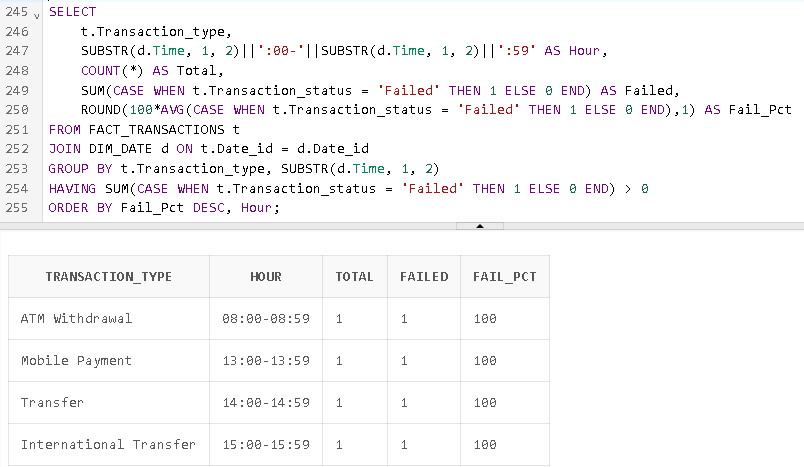 245 SELECT
246 t.Transaction_type,
247 SUBSTR(d.Time, 1, 2)||':00-'||SUBSTR(d.Time, 1, 2)||':59' AS Hour,
248 COUNT(*) AS Total,
249 SUM(CASE WHEN t.Transaction_status = 'Failed' THEN 1 ELSE 0 END) AS Failed,
250 ROUND(100*AVG(CASE WHEN t.Transaction_status = 'Failed' THEN 1 ELSE 0 END),1) AS Fail_Pct
251 FROM FACT_TRANSACTIONS t
252 JOIN DIM_DATE d ON t.Date_id = d.Date_id
253 GROUP BY t.Transaction_type, SUBSTR(d.Time, 1, 2)
254 HAVING SUM(CASE WHEN t.Transaction_status = 'Failed' THEN 1 ELSE 0 END) > 0
255 ORDER BY Fail_Pct DESC, Hour;
TRANSACTION_TYPE HOUR TOTAL FAILED FAIL_PCT
ATM Withdrawal 08:00-08:59 1 1 100
Mobile Payment 13:00-13:59 1 1 100
Transfer 14:00-14:59 1 1 100
International Transfer 15:00-15:59 1 1 100